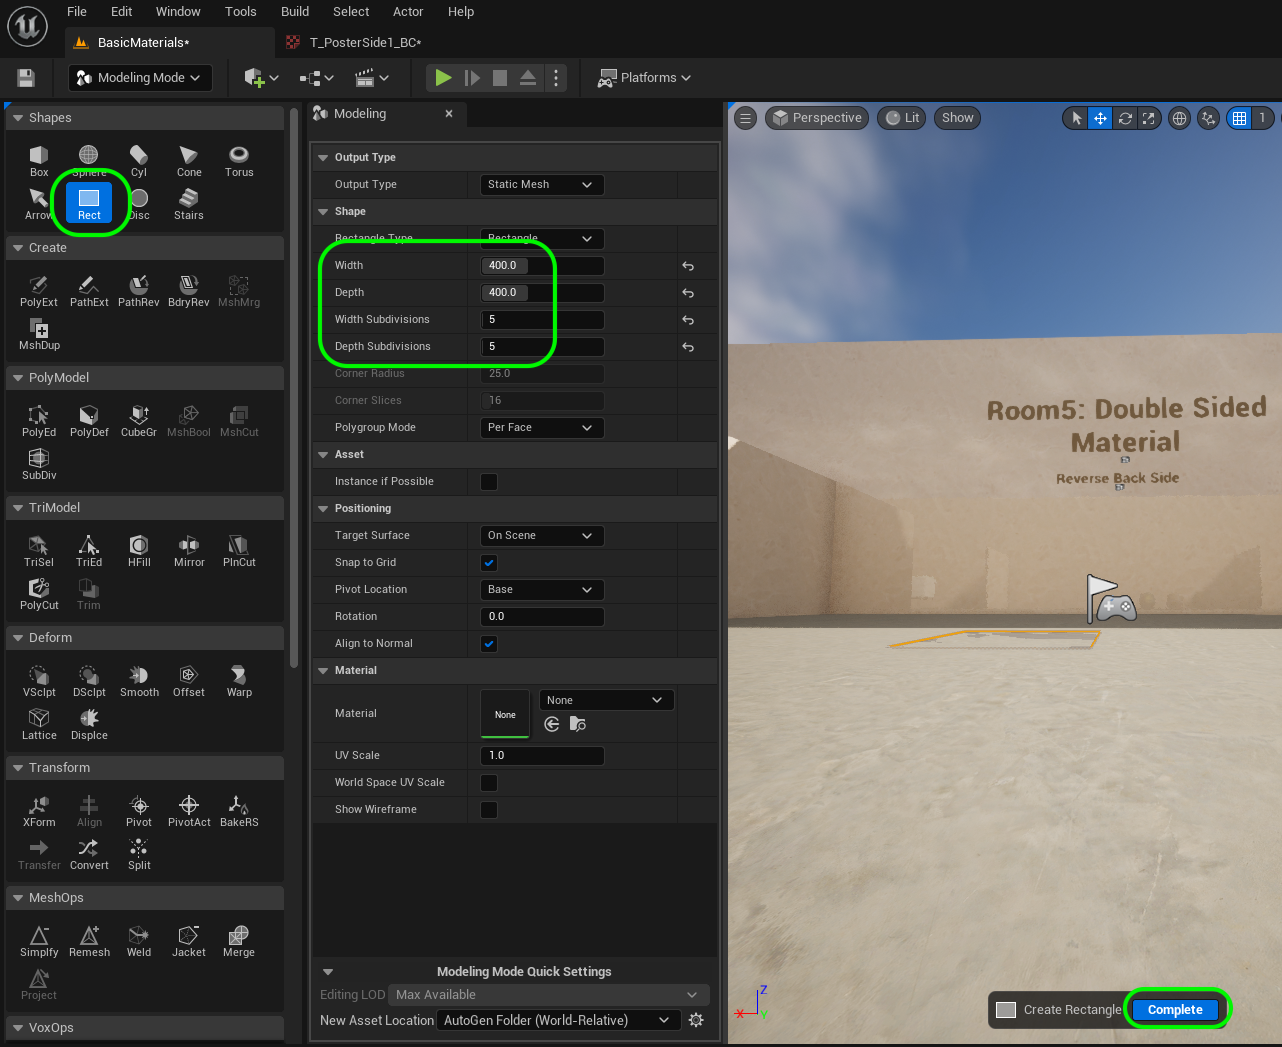 File Edit Window Tools Build Select Actor Help
BasicMaterials* T_PosterSide1_BC*
Modeling Mode Platforms
Shapes
Box Sphere Cyl Cone Torus
Arrow Rect Disc Stairs
Create
PolyExt PathExt PathRev BdryRev MshMrg
MshDup
PolyModel
PolyEd PolyDef CubeGr MshBool MshCut
SubDiv
TriModel
TriSel TriEd HFill Mirror PlnCut
PolyCut Trim
Deform
VSclpt DSclpt Smooth Offset Warp
Lattice Displce
Transform
XForm Align Pivot PivotAct BakeRS
Transfer Convert Split
MeshOps
Simplfy Remesh Weld Jacket Merge
Project
VoxOps
Modeling
Output Type
Output Type Static Mesh
Shape
Rectangle Type Rectangle
Width 400.0
Depth 400.0
Width Subdivisions 5
Depth Subdivisions 5
Corner Radius 25.0
Corner Slices 16
Polygroup Mode Per Face
Asset
Instance if Possible
Positioning
Target Surface On Scene
Snap to Grid
Pivot Location Base
Rotation 0.0
Align to Normal
Material
Material None None
UV Scale 1.0
World Space UV Scale
Show Wireframe
Modeling Mode Quick Settings
Editing LOD Max Available
New Asset Location AutoGen Folder (World-Relative)
Perspective Lit Show 1
Room5: Double Sided
Material
Reverse Back Side
Z
X Y
Create Rectangle Complete